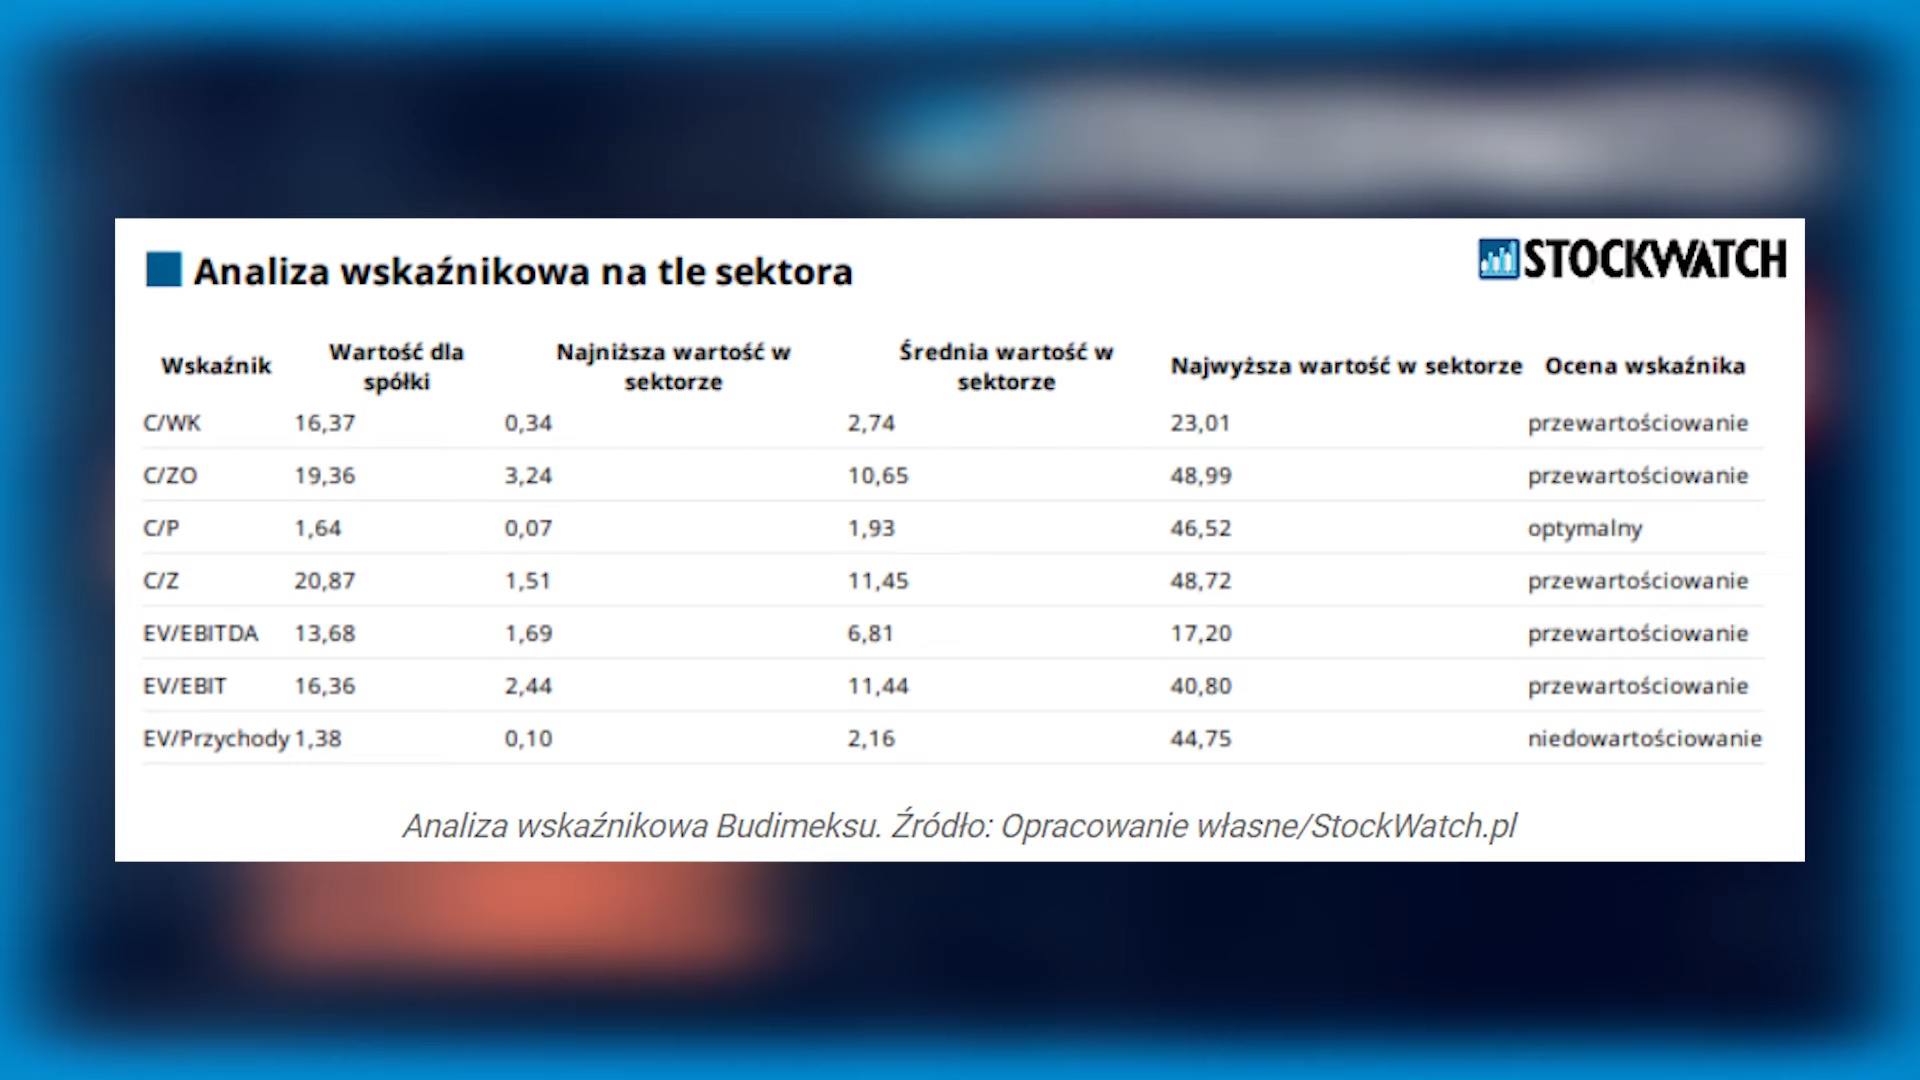 Analiza wskaźnikowa na tle sektora
STOCKWATCH
Wskaźnik Wartość dla spółki Najniższa wartość w sektorze Średnia wartość w sektorze Najwyższa wartość w sektorze Ocena wskaźnika
C/WK 16,37 0,34 2,74 23,01 przewartościowanie
C/ZO 19,36 3,24 10,65 48,99 przewartościowanie
C/P 1,64 0,07 1,93 46,52 optymalny
C/Z 20,87 1,51 11,45 48,72 przewartościowanie
EV/EBITDA 13,68 1,69 6,81 17,20 przewartościowanie
EV/EBIT 16,36 2,44 11,44 40,80 przewartościowanie
EV/Przychody 1,38 0,10 2,16 44,75 niedowartościowanie
Analiza wskaźnikowa Budimeksu. Źródło: Opracowanie własne/StockWatch.pl